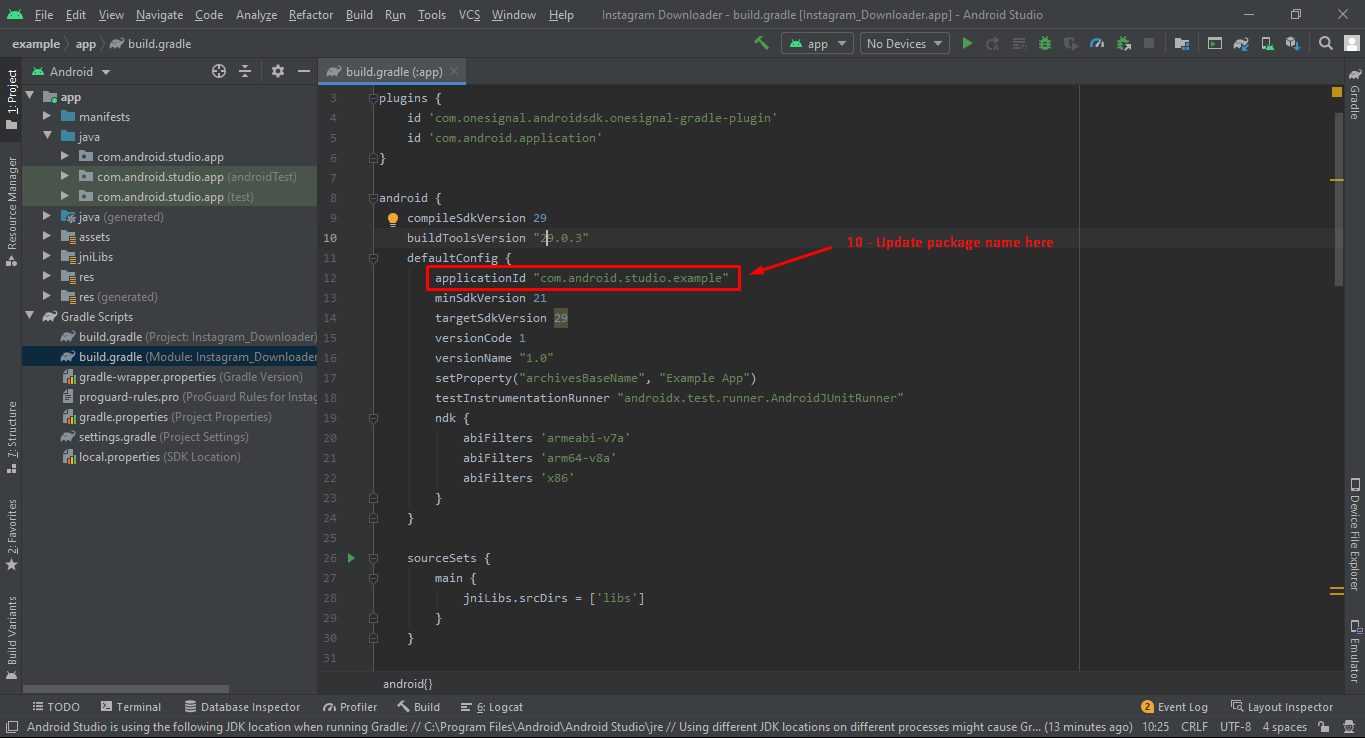 File Edit View Navigate Code Analyze Refactor Build Run Tools VCS Window Help Instagram Downloader - build.gradle [Instagram_Downloader.app] - Android Studio
example app build.gradle app No Devices
Android
build.gradle (:app)
1: Project
Resource Manager
7: Structure
2: Favorites
Build Variants
app
manifests
java
com.android.studio.app
com.android.studio.app (androidTest)
com.android.studio.app (test)
java (generated)
assets
jniLibs
res
res (generated)
Gradle Scripts
build.gradle (Project: Instagram_Downloader)
build.gradle (Module: Instagram_Downloader
gradle-wrapper.properties (Gradle Version)
proguard-rules.pro (ProGuard Rules for Instag
gradle.properties (Project Properties)
settings.gradle (Project Settings)
local.properties (SDK Location)
3 plugins {
4 id 'com.onesignal.androidsdk.onesignal-gradle-plugin'
5 id 'com.android.application'
6 }
7
8 android {
9 compileSdkVersion 29
10 buildToolsVersion "29.0.3"
11 defaultConfig {
12 applicationId "com.android.studio.example"
13 minSdkVersion 21
14 targetSdkVersion 29
15 versionCode 1
16 versionName "1.0"
17 setProperty("archivesBaseName", "Example App")
18 testInstrumentationRunner "androidx.test.runner.AndroidJUnitRunner"
19 ndk {
20 abiFilters 'armeabi-v7a'
21 abiFilters 'arm64-v8a'
22 abiFilters 'x86'
23 }
24 }
25
26 sourceSets {
27 main {
28 jniLibs.srcDirs = ['libs']
29 }
30 }
31
10 - Update package name here
android{}
Gradle
Device File Explorer
Emulator
TODO Terminal Database Inspector Profiler Build 6: Logcat 2 Event Log Layout Inspector
Android Studio is using the following JDK location when running Gradle: // C:\Program Files\Android\Android Studio\jre // Using different JDK locations on different processes might cause Gr... (13 minutes ago) 10:25 CRLF UTF-8 4 spaces